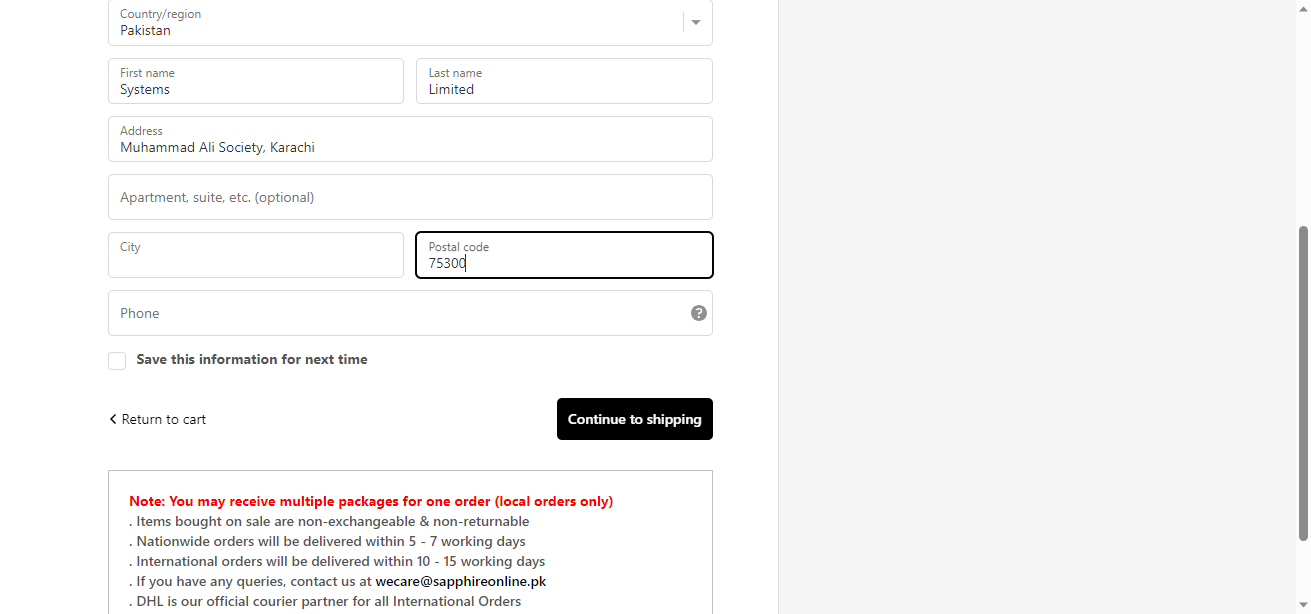 Country/region
Pakistan
First name
Systems
Last name
Limited
Address
Muhammad Ali Society, Karachi
Apartment, suite, etc. (optional)
City
Postal code
75300
Phone
?
Save this information for next time
Return to cart
Continue to shipping
Note: You may receive multiple packages for one order (local orders only)
. Items bought on sale are non-exchangeable & non-returnable
. Nationwide orders will be delivered within 5 - 7 working days
. International orders will be delivered within 10 - 15 working days
. If you have any queries, contact us at wecare@sapphireonline.pk
. DHL is our official courier partner for all International Orders